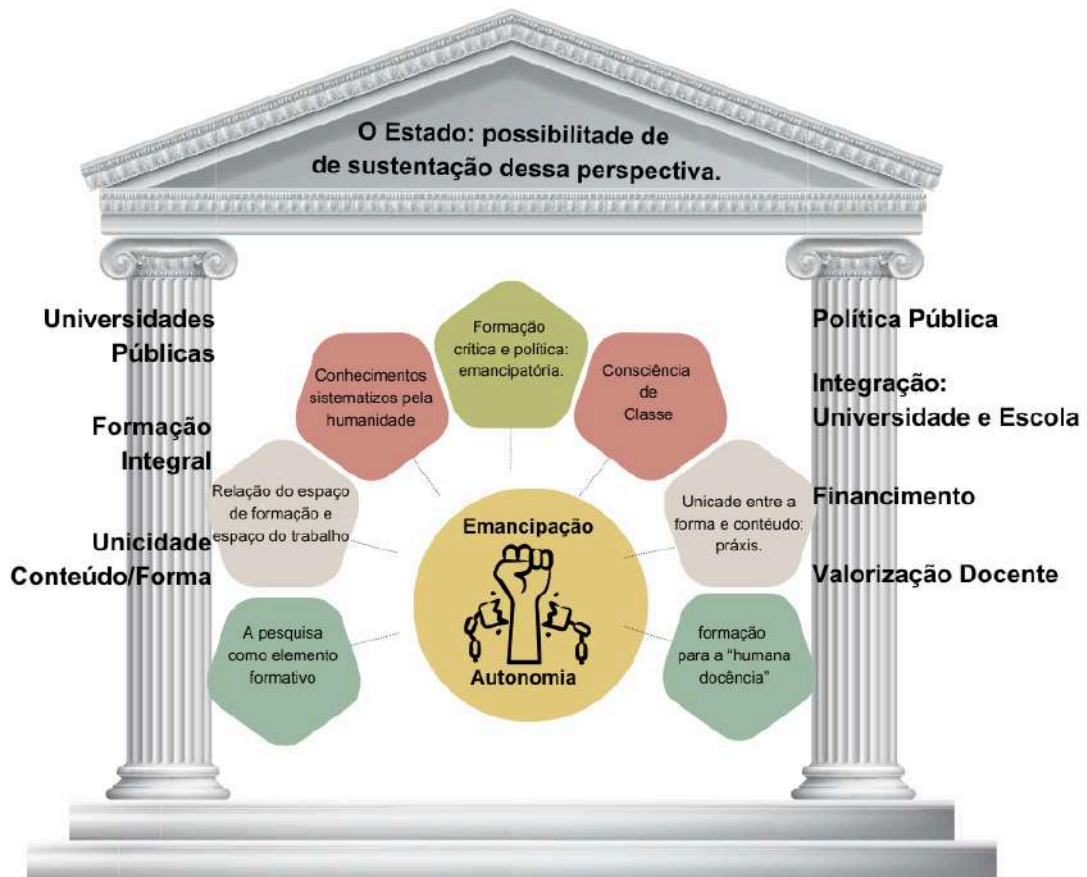 O Estado: possibilitade de
de sustentação dessa perspectiva.
Universidades
Públicas
Formação
Integral
Unicidade
Conteúdo/Forma
A pesquisa
como elemento
formativo
Relação do espaço
de formação e
espaço do trabalho
Conhecimentos
sistematizos pela
humanidade
Formação
crítica e política:
emancipatória.
Consciência
de
Classe
Unicade entre a
forma e contéudo:
práxis.
formação
para a “humana
docência”
Emancipação
Autonomia
Política Pública
Integração:
Universidade e Escola
Financimento
Valorização Docente